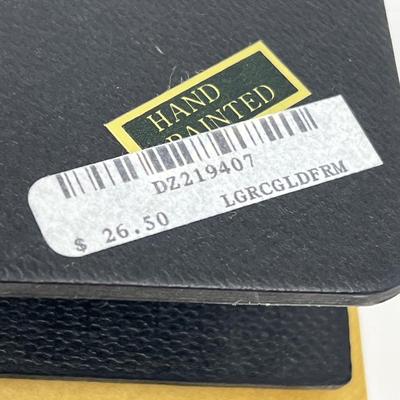 HAND
PAINTED
DZ219407
$ 26.50 LGRCGLDFRM